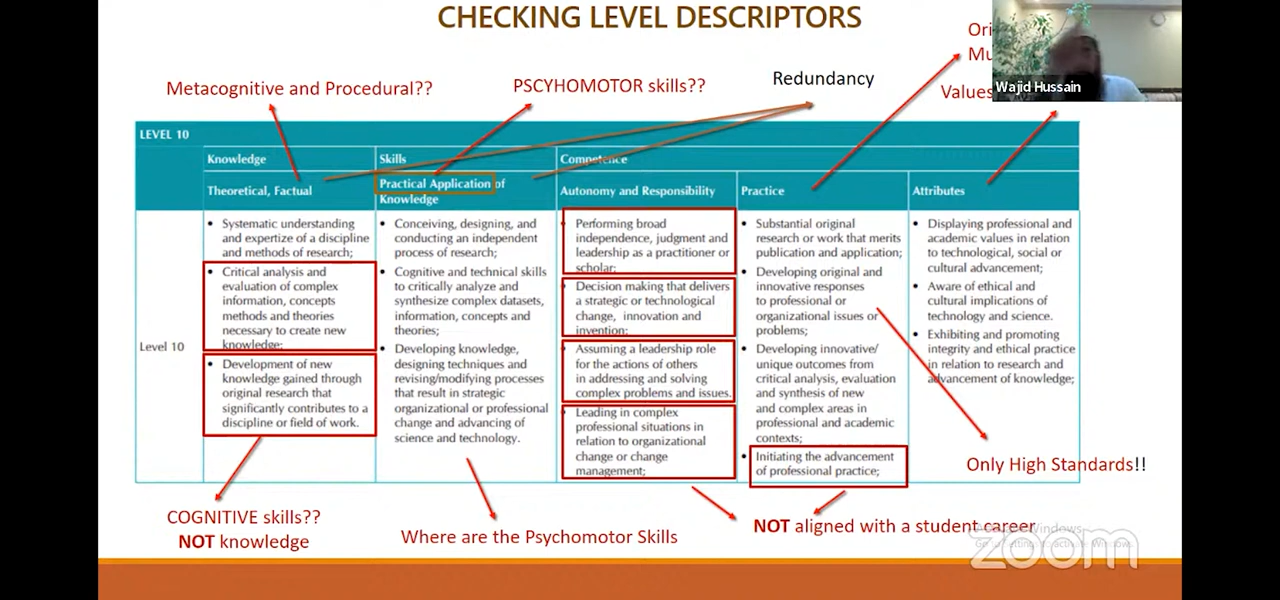 CHECKING LEVEL DESCRIPTORS
Metacognitive and Procedural??
PSCYHOMOTOR skills??
Redundancy
Wajid Hussain
LEVEL 10
Knowledge
Skills
Competence
Theoretical, Factual
Practical Application of
Knowledge
Autonomy and Responsibility
Practice
Attributes
Level 10
• Systematic understanding
and expertize of a discipline
and methods of research;
• Critical analysis and
evaluation of complex
information, concepts
methods and theories
necessary to create new
knowledge;
• Development of new
knowledge gained through
original research that
significantly contributes to a
discipline or field of work.
• Conceiving, designing, and
conducting an independent
process of research;
• Cognitive and technical skills
to critically analyze and
synthesize complex datasets,
information, concepts and
theories;
• Developing knowledge,
designing techniques and
revising/modifying processes
that result in strategic
organizational or professional
change and advancing of
science and technology.
Performing broad
independence, judgment and
leadership as a practitioner or
scholar;
Decision making that delivers
a strategic or technological
change, innovation and
invention;
Assuming a leadership role
for the actions of others
in addressing and solving
complex problems and issues.
Leading in complex
professional situations in
relation to organizational
change or change
management;
• Substantial original
research or work that merits
publication and application;
• Developing original and
innovative responses
to professional or
organizational issues or
problems;
• Developing innovative/
unique outcomes from
critical analysis, evaluation
and synthesis of new
and complex areas in
professional and academic
contexts;
• Initiating the advancement
of professional practice;
• Displaying professional and
academic values in relation
to technological, social or
cultural advancement;
• Aware of ethical and
cultural implications of
technology and science.
• Exhibiting and promoting
integrity and ethical practice
in relation to research and
advancement of knowledge;
Only High Standards!!
COGNITIVE skills??
NOT knowledge
Where are the Psychomotor Skills
NOT aligned with a student career
zoom